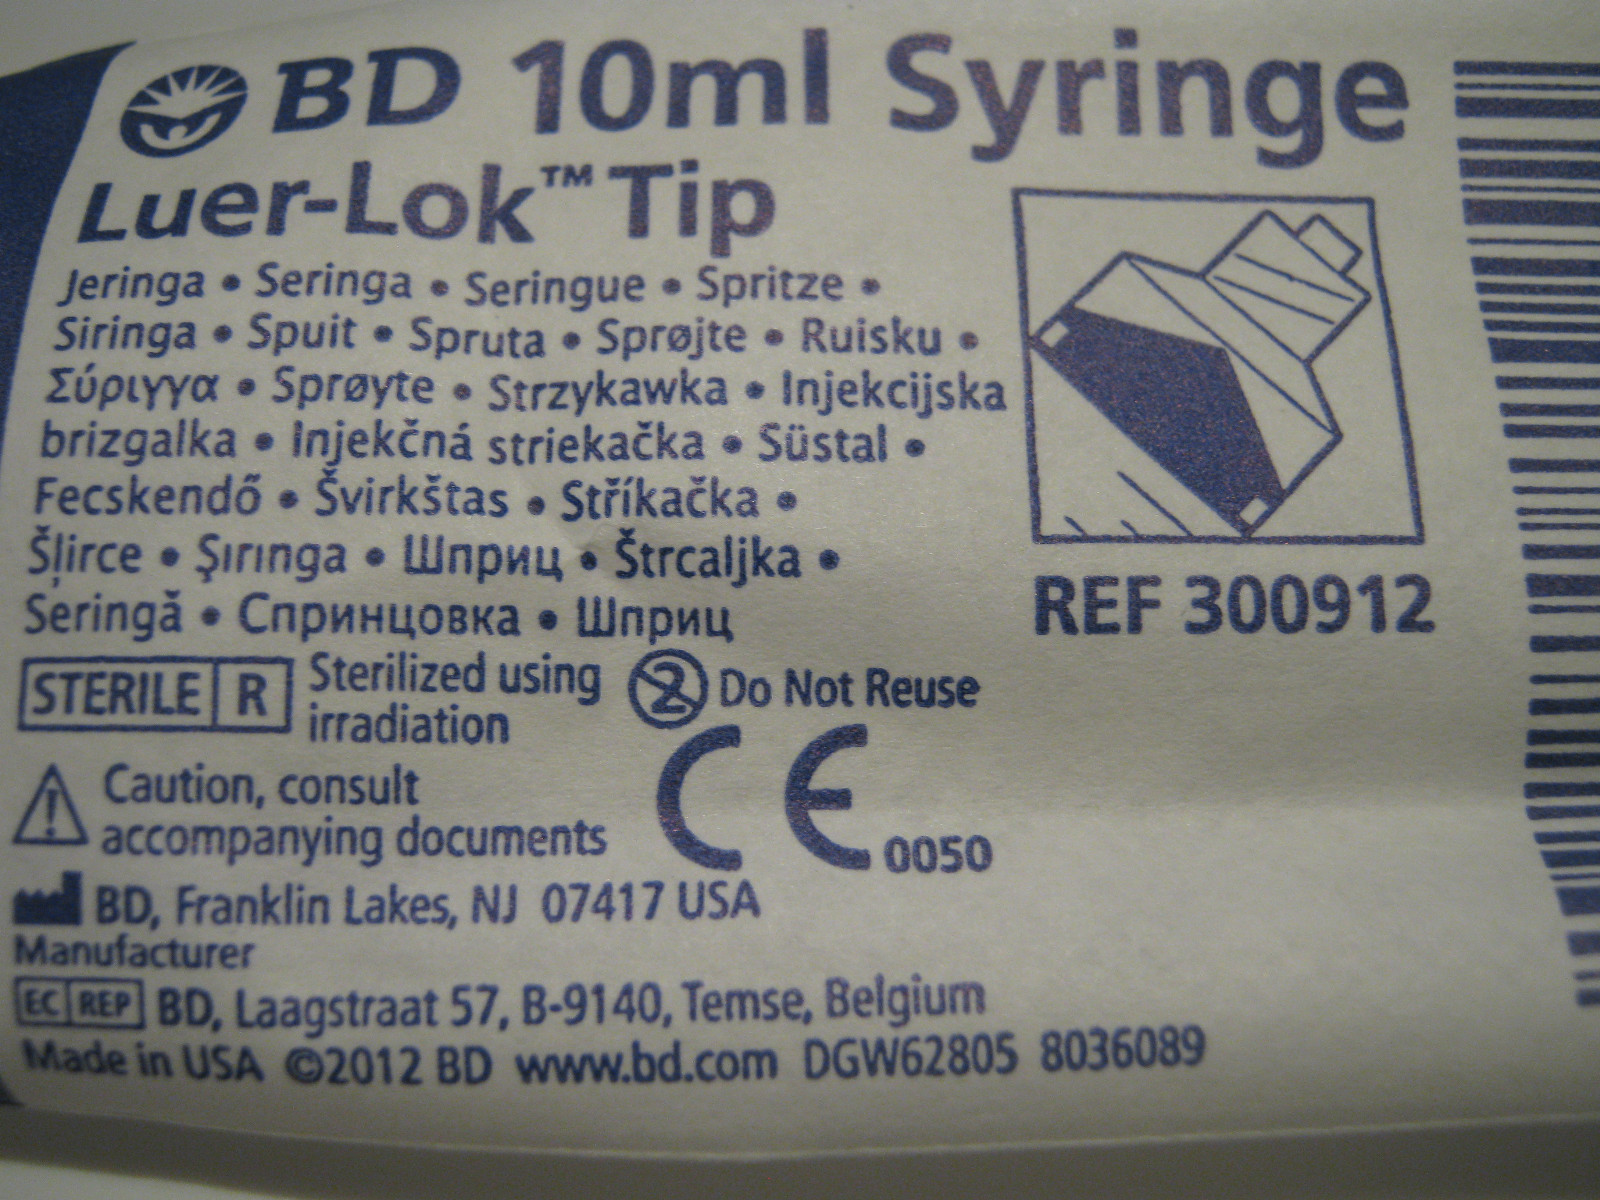 BD 10ml Syringe
Luer-Lok™ Tip
Jeringa • Seringa • Seringue • Spritze •
Siringa • Spuit • Spruta • Sprøjte • Ruisku •
Σύριγγα • Sprøyte • Strzykawka • Injekcijska
brizgalka • Injekčná striekačka • Süstal •
Fecskendő • Švirkštas • Stříkačka •
Šļirce • Şırınga • Шприц • Štrcaljka •
Seringă • Спринцовка • Шприц
REF 300912
STERILE R Sterilized using
irradiation
2 Do Not Reuse
Caution, consult
accompanying documents
CE 0050
BD, Franklin Lakes, NJ 07417 USA
Manufacturer
EC REP BD, Laagstraat 57, B-9140, Temse, Belgium
Made in USA ©2012 BD www.bd.com DGW62805 8036089